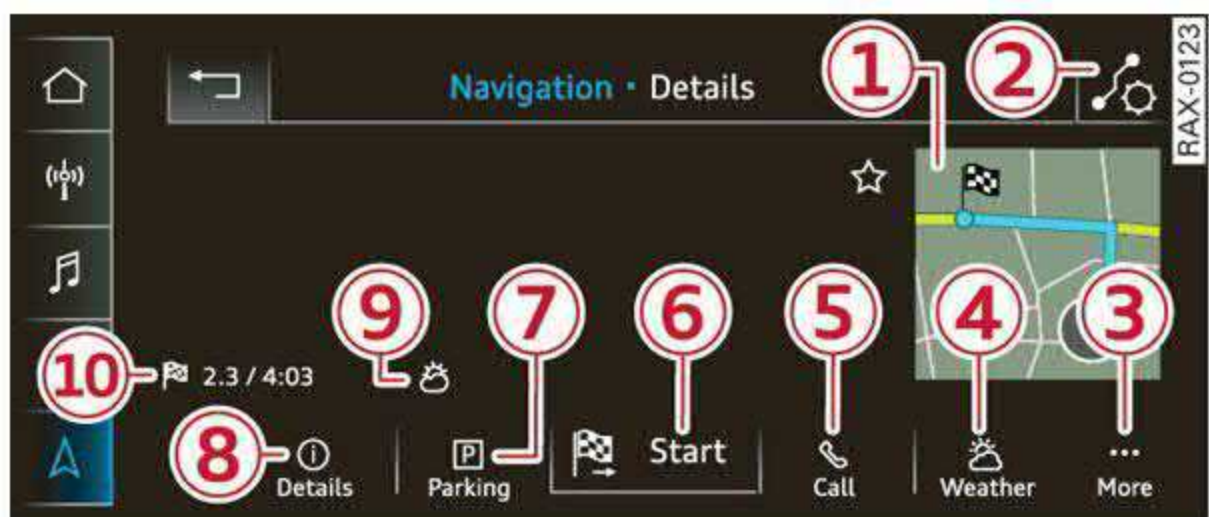 Navigation • Details
1
2
RAX-0123
9
7
6
5
4
3
10
2.3 / 4:03
8
Details
P
Parking
Start
Call
Weather
More